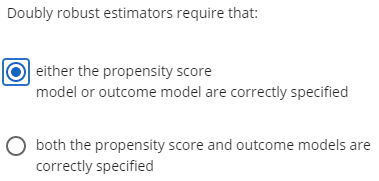 Doubly robust estimators require that:
either the propensity score
model or outcome model are correctly specified
both the propensity score and outcome models are
correctly specified